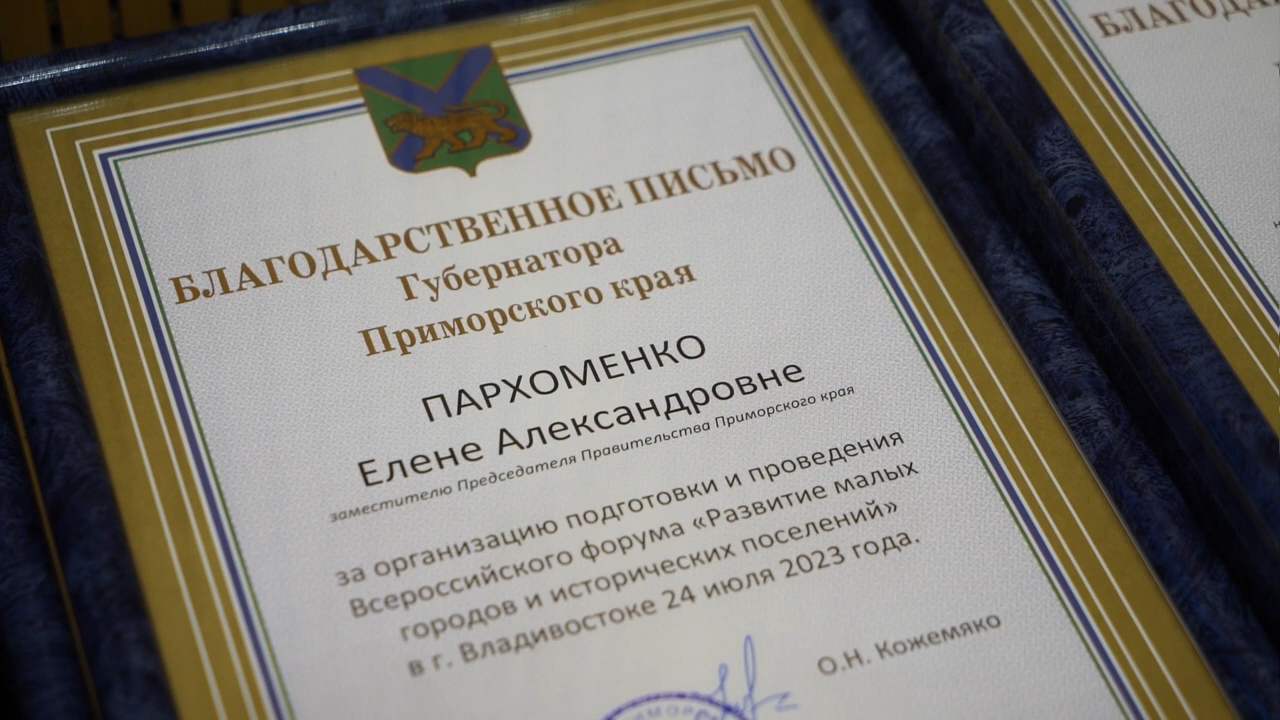 БЛАГОДАРСТВЕННОЕ ПИСЬМО
Губернатора
Приморского края
ПАРХОМЕНКО
Елене Александровне
заместителю Председателя Правительства Приморского края
за организацию подготовки и проведения
Всероссийского форума «Развитие малых
городов и исторических поселений»
в г. Владивостоке 24 июля 2023 года.
О.Н. Кожемяко